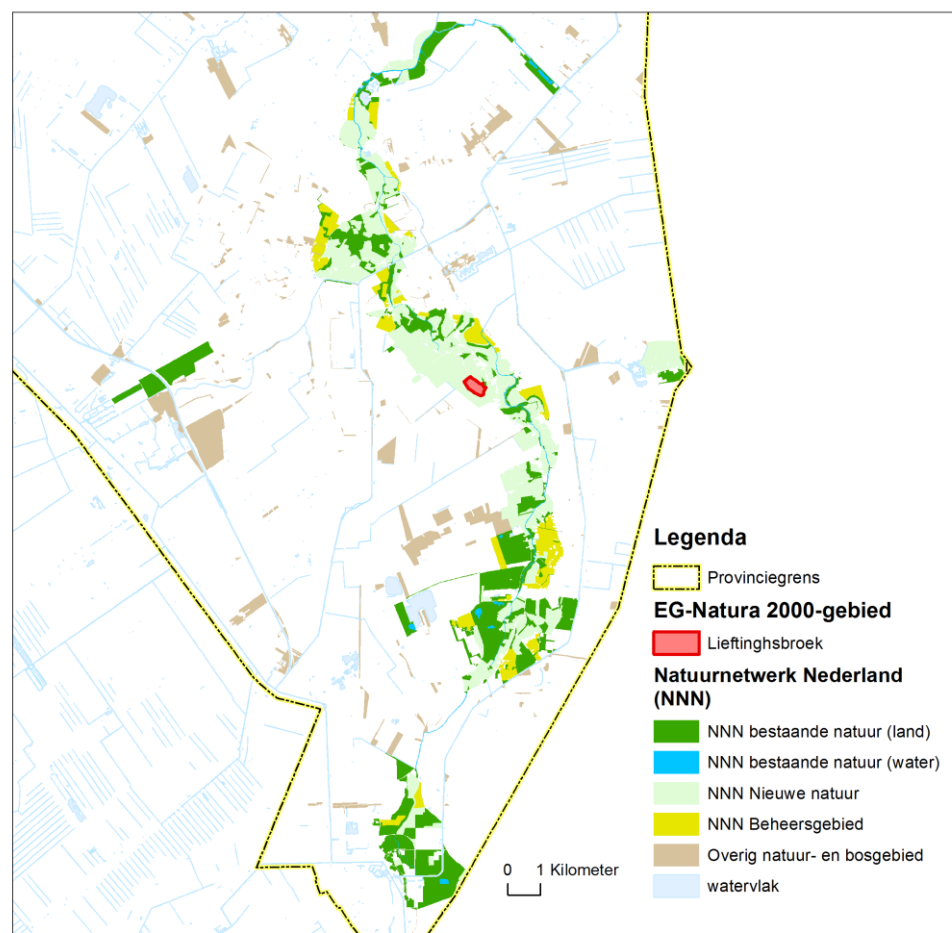 Legenda
Provinciegrens
EG-Natura 2000-gebied
Lieftinghsbroek
Natuurnetwerk Nederland
(NNN)
NNN bestaande natuur (land)
NNN bestaande natuur (water)
NNN Nieuwe natuur
NNN Beheersgebied
Overig natuur- en bosgebied
watervlak
0 1 Kilometer